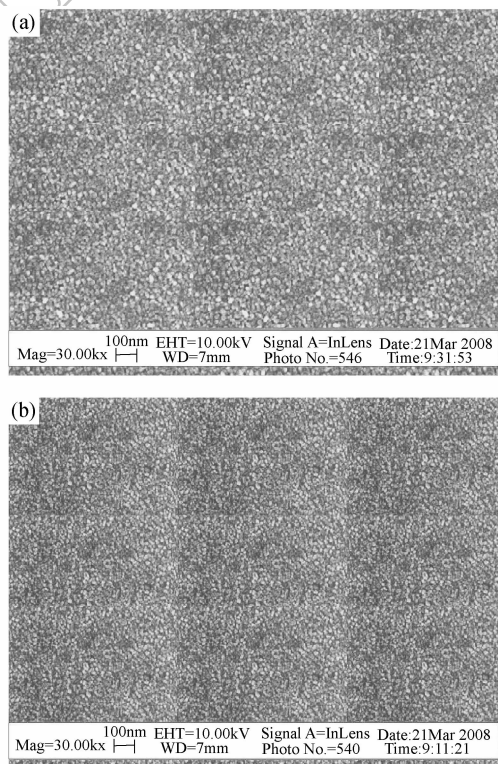 (a)
100nm EHT=10.00kV Signal A=InLens Date:21Mar 2008
Mag=30.00kx WD=7mm Photo No.=546 Time:9:31:53
(b)
100nm EHT=10.00kV Signal A=InLens Date:21Mar 2008
Mag=30.00kx WD=7mm Photo No.=540 Time:9:11:21